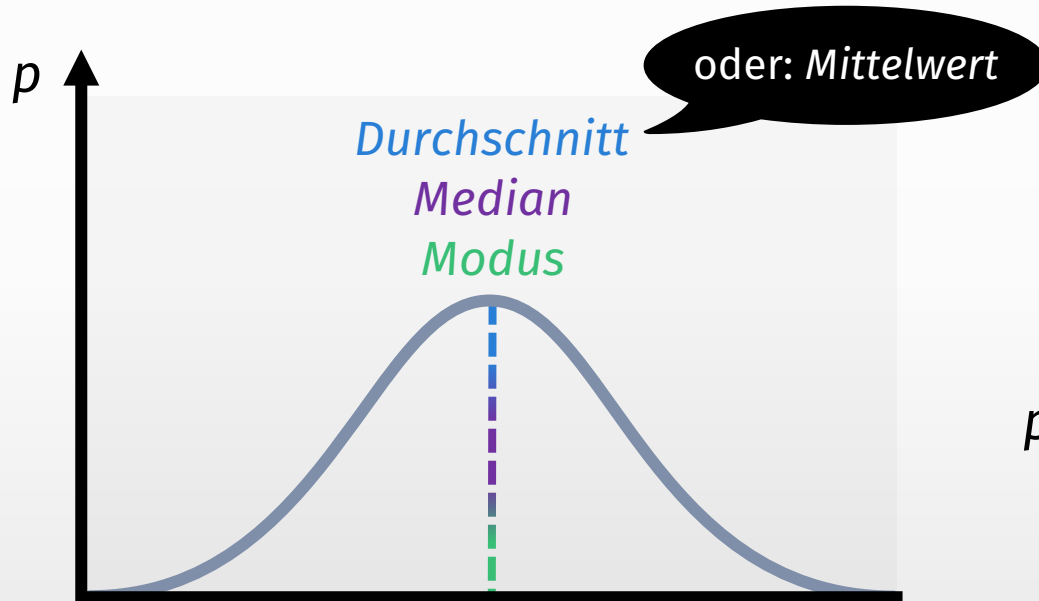 p
oder: Mittelwert
Durchschnitt
Median
Modus
p